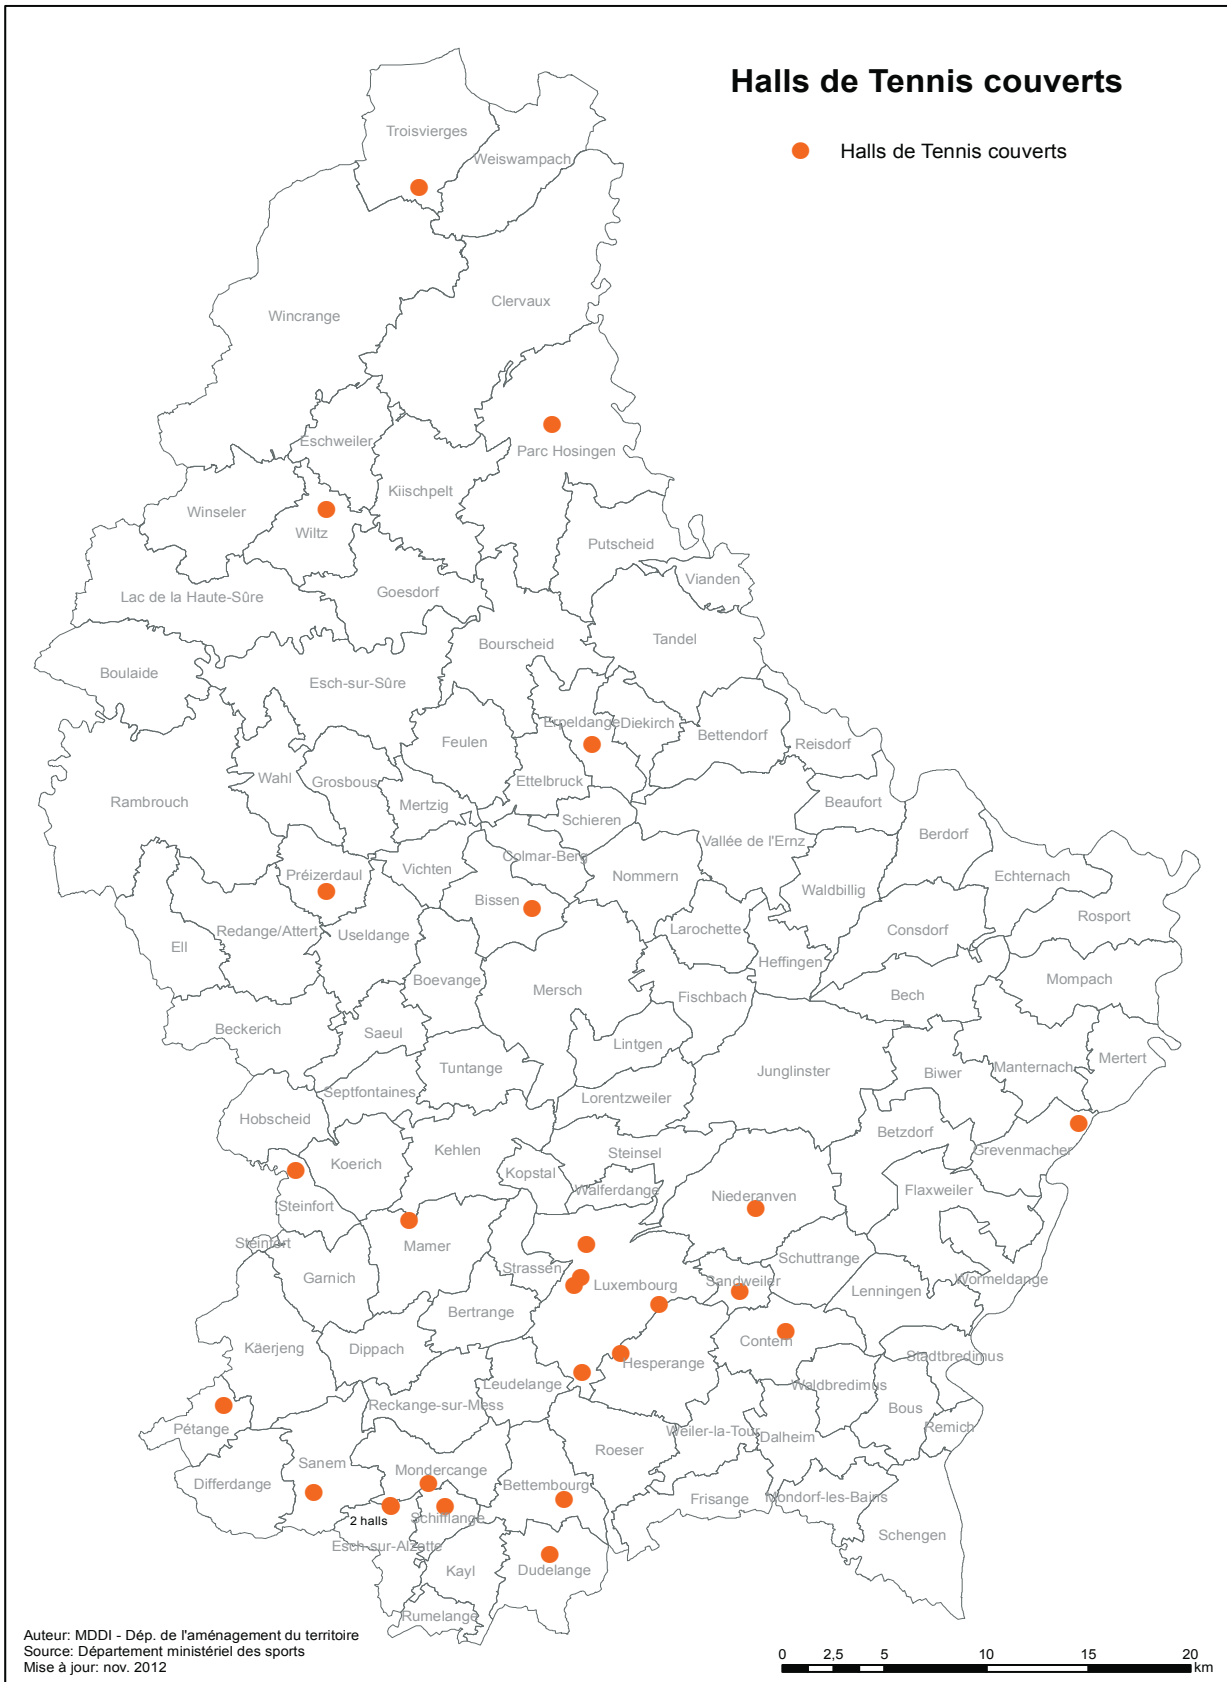 Halls de Tennis couverts
Halls de Tennis couverts
Troisvierges
Weiswampach
Clervaux
Wincrange
Eschweiler
Parc Hosingen
Kiischpelt
Winseler
Wiltz
Putscheid
Vianden
Goesdorf
Lac de la Haute-Sûre
Tandel
Bourscheid
Boulaide
Esch-sur-Sûre
Erpeldange
Diekirch
Bettendorf
Reisdorf
Feulen
Wahl
Grosbous
Ettelbruck
Rambrouch
Mertzig
Beaufort
Schieren
Berdorf
Vallée de l'Ernz
Colmar-Berg
Préizerdaul
Vichten
Nommern
Waldbillig
Echternach
Bissen
Rosport
Redange/Attert
Useldange
Larochette
Consdorf
Ell
Heffingen
Boevange
Mersch
Fischbach
Bech
Mompach
Beckerich
Saeul
Lintgen
Tuntange
Junglinster
Biwer
Manternach
Mertert
Septfontaines
Lorentzweiler
Hobscheid
Koerich
Kehlen
Steinsel
Betzdorf
Grevenmacher
Kopstal
Walferdange
Niederanven
Flaxweiler
Steinfort
Steinfort
Mamer
Garnich
Strassen
Luxembourg
Sandweiler
Schuttrange
Lenningen
Wormeldange
Bertrange
Käerjeng
Dippach
Contern
Hesperange
Stadtbredimus
Leudelange
Waldbredimus
Reckange-sur-Mess
Bous
Pétange
Weiler-la-Tour
Dalheim
Remich
Roeser
Sanem
Mondercange
Differdange
Bettembourg
Frisange
Mondorf-les-Bains
2 halls
Schifflange
Esch-sur-Alzette
Schengen
Kayl
Dudelange
Rumelange
Auteur: MDDI - Dép. de l'aménagement du territoire
Source: Département ministériel des sports
Mise à jour: nov. 2012
0 2,5 5 10 15 20
km